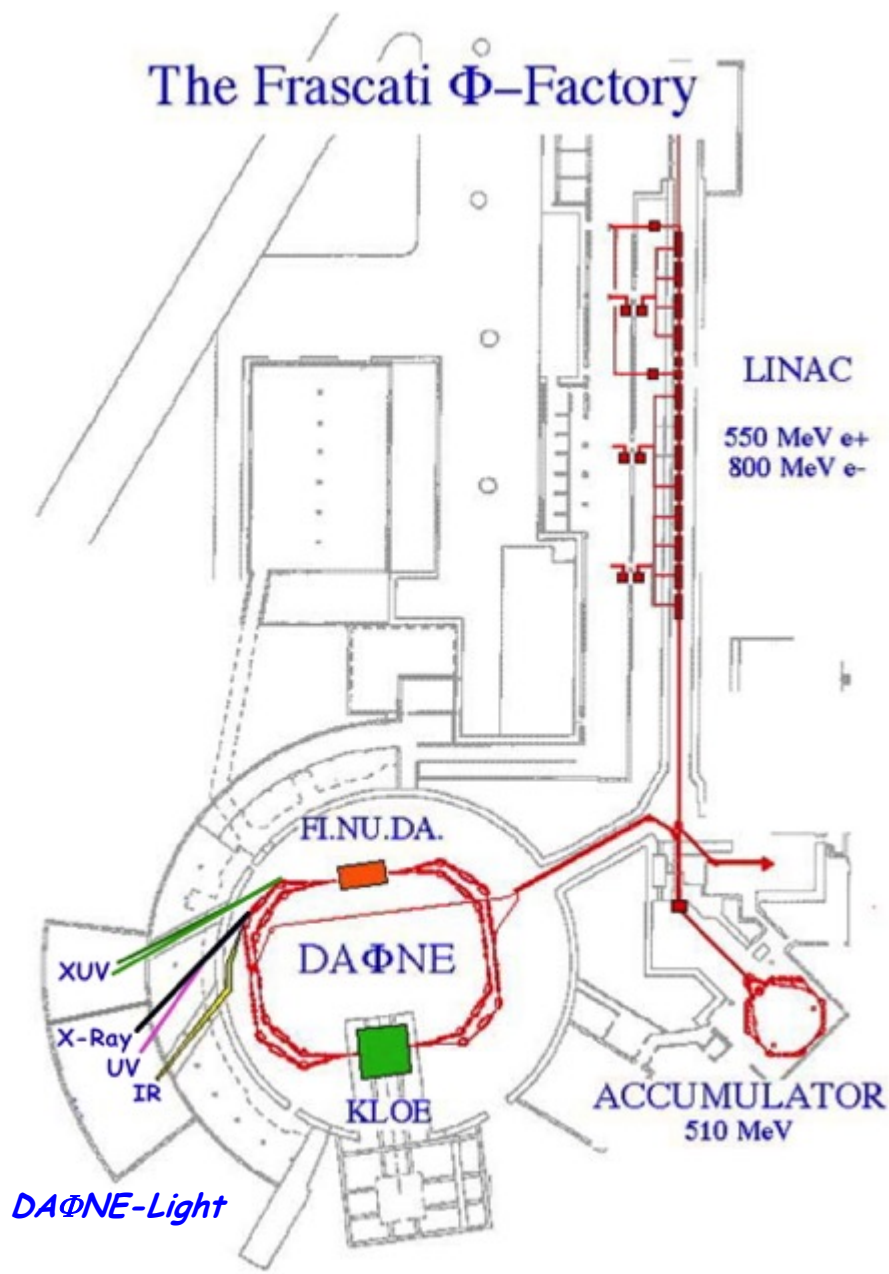 The Frascati Φ–Factory
LINAC
550 MeV e+
800 MeV e-
FI.NU.DA.
DAΦNE
XUV
X-Ray
UV
IR
KLOE
ACCUMULATOR
510 MeV
DAΦNE-Light